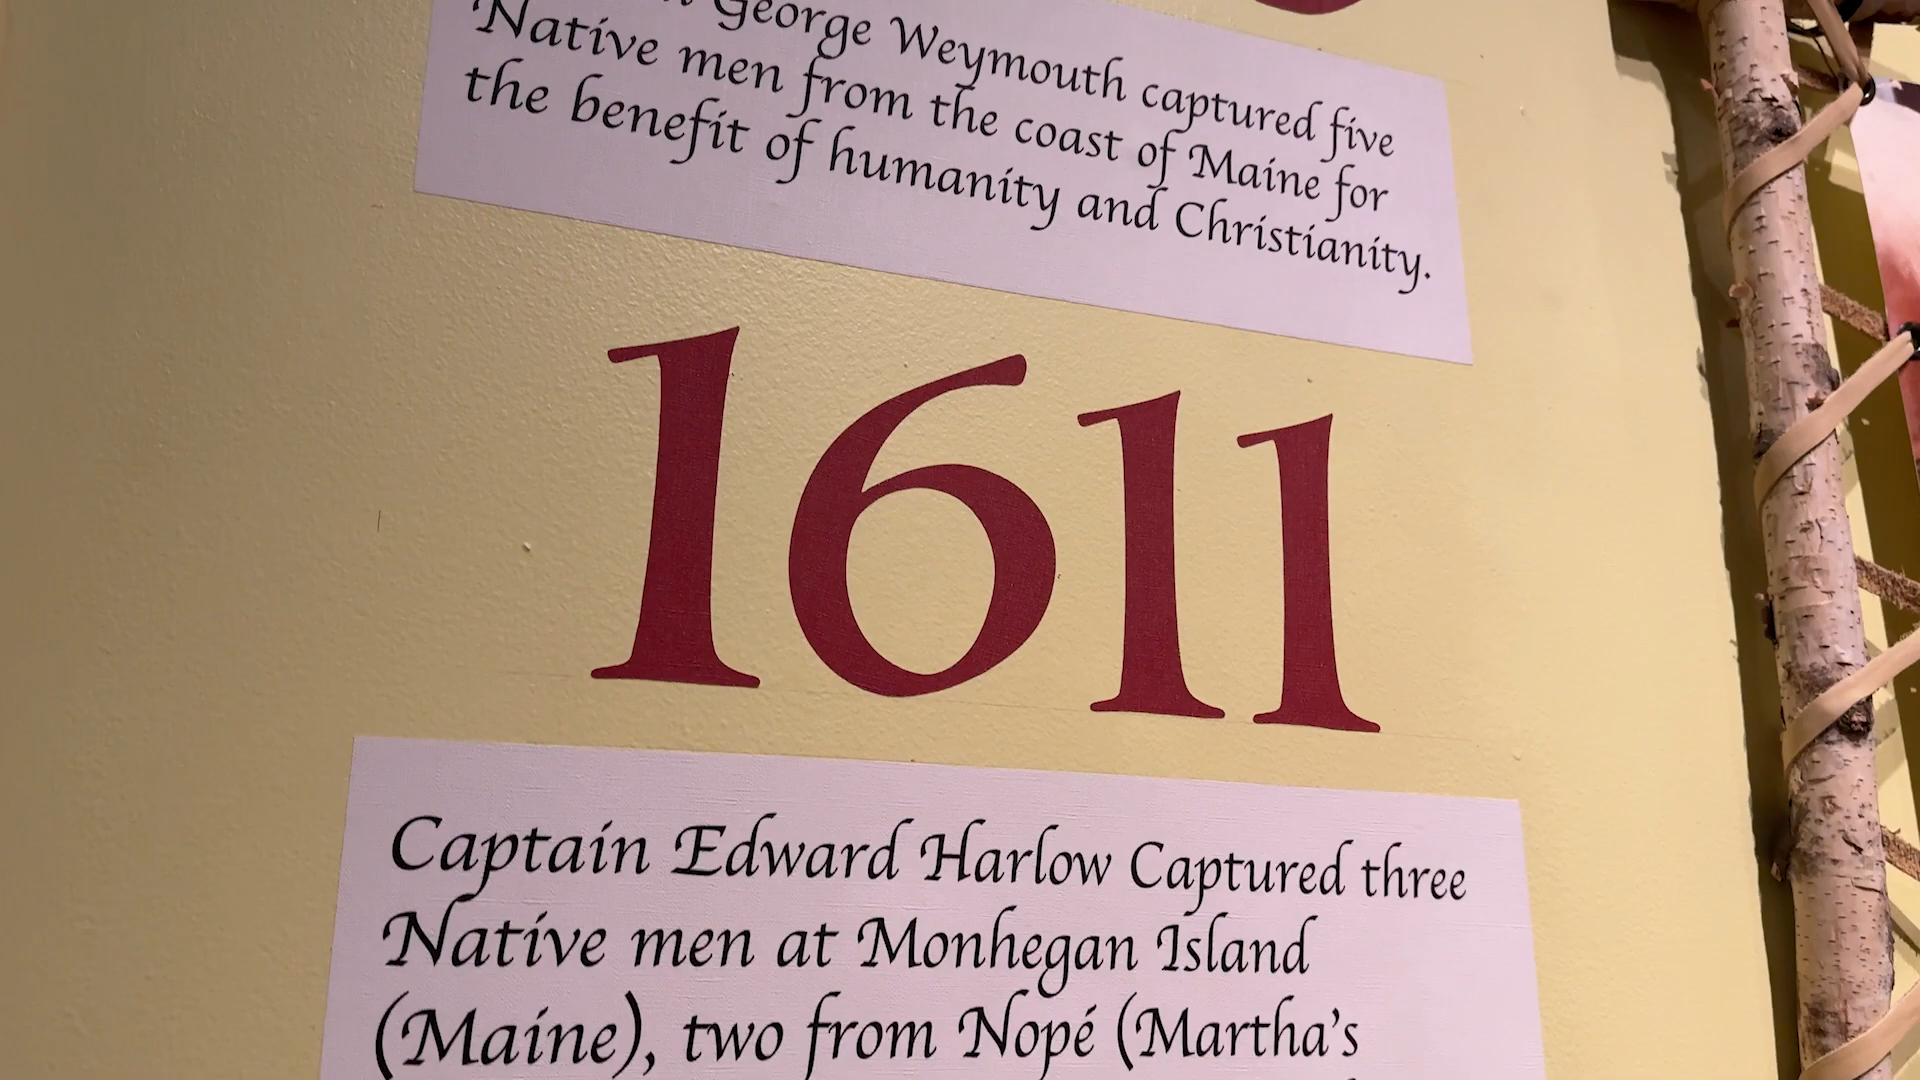 George Weymouth captured five
Native men from the coast of Maine for
the benefit of humanity and Christianity.
1611
Captain Edward Harlow Captured three
Native men at Monhegan Island
(Maine), two from Nopé (Martha's